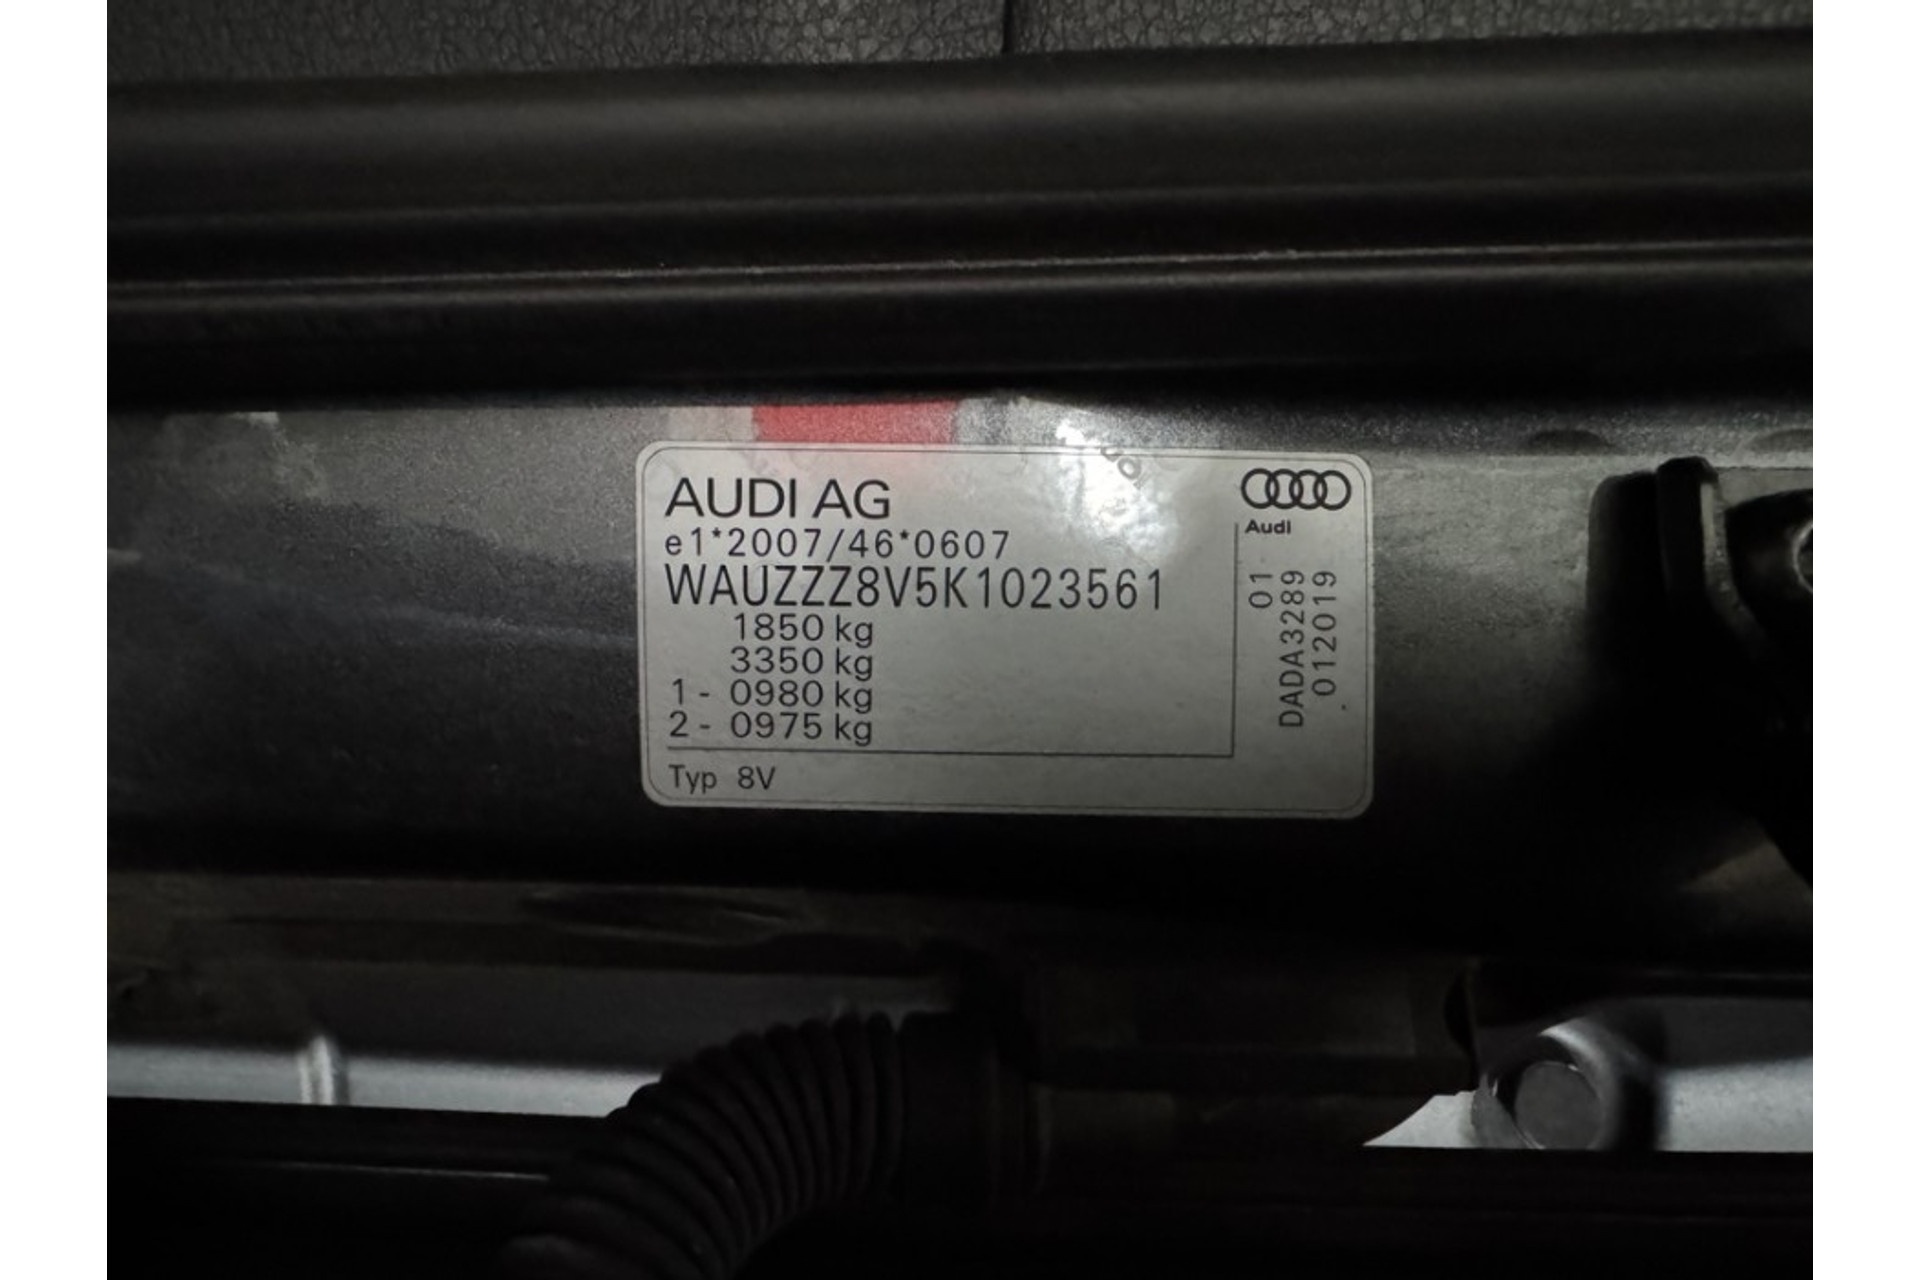 AUDI AG
e1*2007/46*0607
WAUZZZ8V5K1023561
1850 kg
3350 kg
1 - 0980 kg
2 - 0975 kg
Typ 8V
Audi
01
DADA3289
.012019